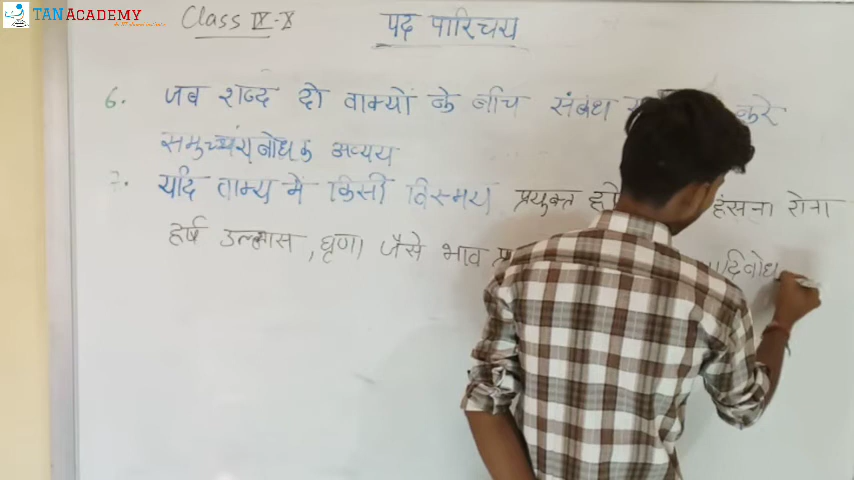 TAN ACADEMY
Class IX-X
पद पारिचय
6. जब शब्द दो वाक्यों के बीच संबंध करे
समुच्चयबोधक अव्यय
7. यदि वाक्य में किसी विस्मय प्रयुक्त हंसना रोना
हर्ष उल्लास, घृणा जैसे भाव